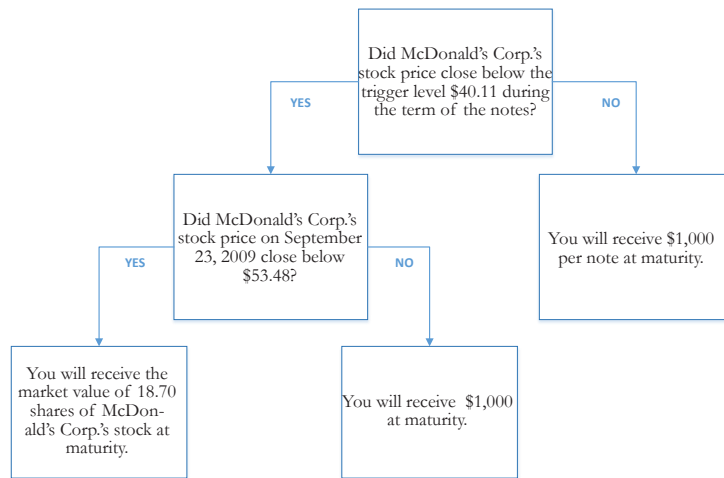 Did McDonald's Corp.'s
stock price close below the
trigger level $40.11 during
the term of the notes?
YES
NO
Did McDonald's Corp.'s
stock price on September
23, 2009 close below
$53.48?
You will receive $1,000
per note at maturity.
YES
NO
You will receive the
market value of 18.70
shares of McDon-
ald's Corp.'s stock at
maturity.
You will receive  $1,000
at maturity.